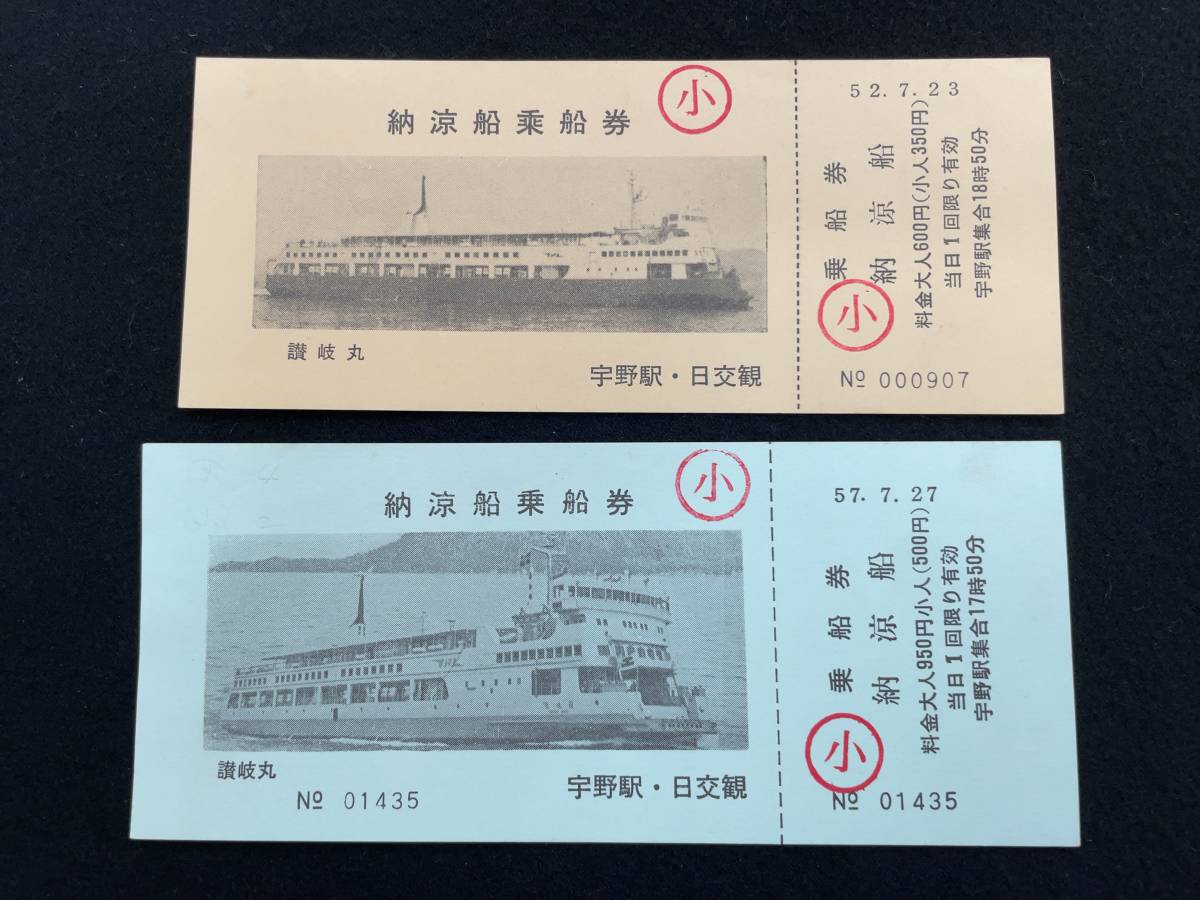 小
納涼船乗船券
讃岐丸
宇野駅・日交観
52.7.23
乗船券
納涼船
料金大人600円(小人350円)
当日1回限り有効
宇野駅集合18時50分
小
№ 000907
小
納涼船乗船券
讃岐丸
№ 01435
宇野駅・日交観
57.7.27
乗船券
納涼船
料金大人950円小人(500円)
当日1回限り有効
宇野駅集合17時50分
小
№ 01435